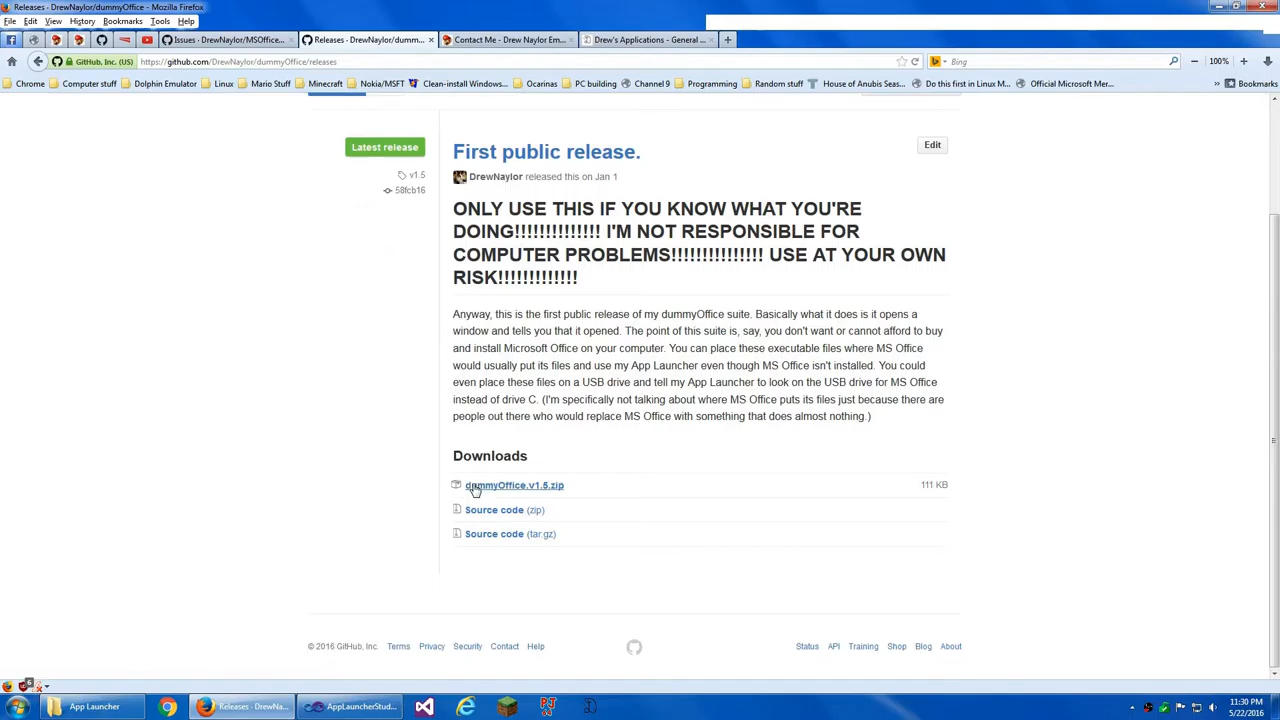 Releases - DrewNaylor/dummyOffice - Mozilla Firefox
File Edit View History Bookmarks Tools Help
Issues · DrewNaylor/MSOffice...
Releases · DrewNaylor/dumm...
Contact Me - Drew Naylor Em...
Drew's Applications - General ...
GitHub, Inc. (US) https://github.com/DrewNaylor/dummyOffice/releases
Bing
100%
Chrome Computer stuff Dolphin Emulator Linux Mario Stuff Minecraft Nokia/MSFT Clean-install Windows... Ocarinas PC building Channel 9 Programming Random stuff House of Anubis Seas... Do this first in Linux M... Official Microsoft Mer... Bookmarks
Latest release
v1.5
58fcb16
First public release.
Edit
DrewNaylor released this on Jan 1
ONLY USE THIS IF YOU KNOW WHAT YOU'RE
DOING!!!!!!!!!!!!!! I'M NOT RESPONSIBLE FOR
COMPUTER PROBLEMS!!!!!!!!!!!!!!! USE AT YOUR OWN
RISK!!!!!!!!!!!!!
Anyway, this is the first public release of my dummyOffice suite. Basically what it does is it opens a
window and tells you that it opened. The point of this suite is, say, you don't want or cannot afford to buy
and install Microsoft Office on your computer. You can place these executable files where MS Office
would usually put its files and use my App Launcher even though MS Office isn't installed. You could
even place these files on a USB drive and tell my App Launcher to look on the USB drive for MS Office
instead of drive C. (I'm specifically not talking about where MS Office puts its files just because there are
people out there who would replace MS Office with something that does almost nothing.)
Downloads
dummyOffice.v1.5.zip 111 KB
Source code (zip)
Source code (tar.gz)
© 2016 GitHub, Inc. Terms Privacy Security Contact Help
Status API Training Shop Blog About
6
App Launcher
Releases - DrewNa...
AppLauncherStud...
11:30 PM
5/22/2016